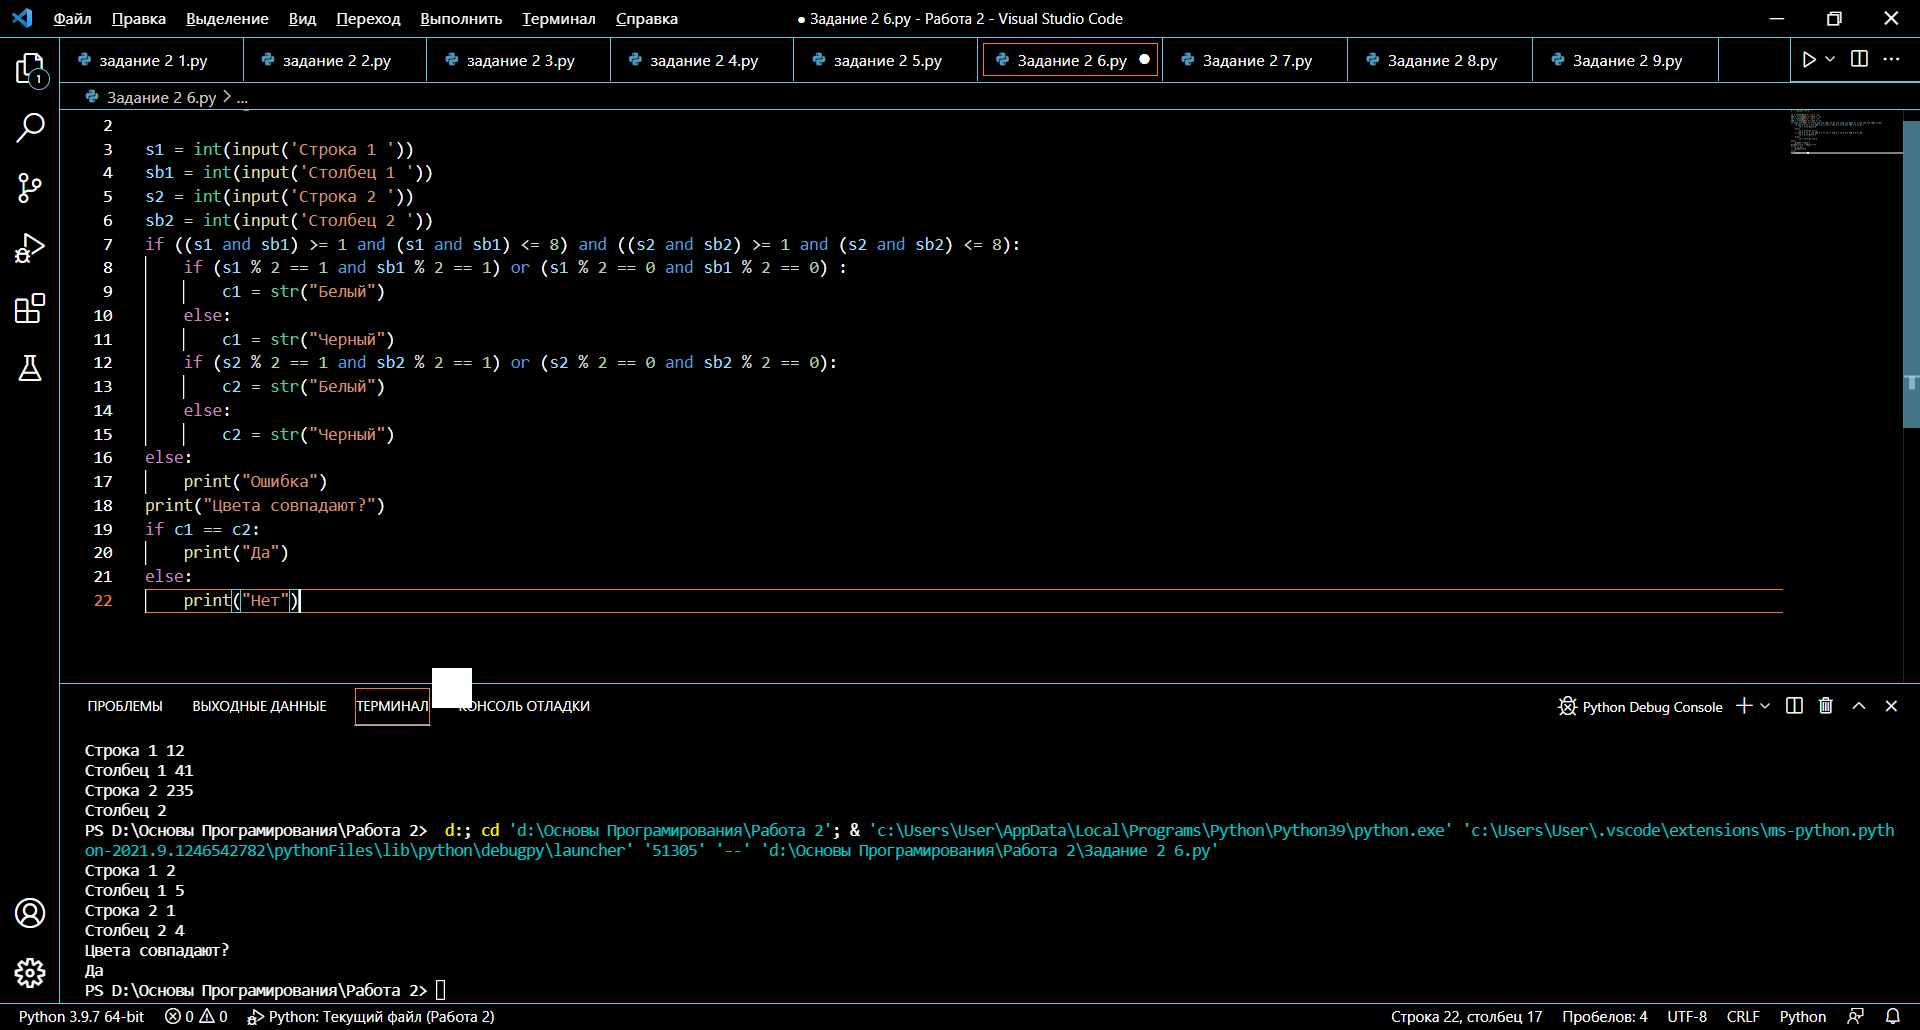 Файл Правка Выделение Вид Переход Выполнить Терминал Справка ● Задание 2 6.py - Работа 2 - Visual Studio Code
задание 2 1.py задание 2 2.py задание 2 3.py задание 2 4.py задание 2 5.py Задание 2 6.py Задание 2 7.py Задание 2 8.py Задание 2 9.py
Задание 2 6.py > ...
1
2
3 s1 = int(input('Строка 1 '))
4 sb1 = int(input('Столбец 1 '))
5 s2 = int(input('Строка 2 '))
6 sb2 = int(input('Столбец 2 '))
7 if ((s1 and sb1) >= 1 and (s1 and sb1) <= 8) and ((s2 and sb2) >= 1 and (s2 and sb2) <= 8):
8 if (s1 % 2 == 1 and sb1 % 2 == 1) or (s1 % 2 == 0 and sb1 % 2 == 0) :
9 c1 = str("Белый")
10 else:
11 c1 = str("Черный")
12 if (s2 % 2 == 1 and sb2 % 2 == 1) or (s2 % 2 == 0 and sb2 % 2 == 0):
13 c2 = str("Белый")
14 else:
15 c2 = str("Черный")
16 else:
17 print("Ошибка")
18 print("Цвета совпадают?")
19 if c1 == c2:
20 print("Да")
21 else:
22 print("Нет")
ПРОБЛЕМЫ ВЫХОДНЫЕ ДАННЫЕ ТЕРМИНАЛ КОНСОЛЬ ОТЛАДКИ Python Debug Console
Строка 1 12
Столбец 1 41
Строка 2 235
Столбец 2
PS D:\Основы Програмирования\Работа 2> d:; cd 'd:\Основы Програмирования\Работа 2'; & 'c:\Users\User\AppData\Local\Programs\Python\Python39\python.exe' 'c:\Users\User\.vscode\extensions\ms-python.pyth
on-2021.9.1246542782\pythonFiles\lib\python\debugpy\launcher' '51305' '--' 'd:\Основы Програмирования\Работа 2\Задание 2 6.py'
Строка 1 2
Столбец 1 5
Строка 2 1
Столбец 2 4
Цвета совпадают?
Да
PS D:\Основы Програмирования\Работа 2>
Python 3.9.7 64-bit 0 0 Python: Текущий файл (Работа 2) Строка 22, столбец 17 Пробелов: 4 UTF-8 CRLF Python